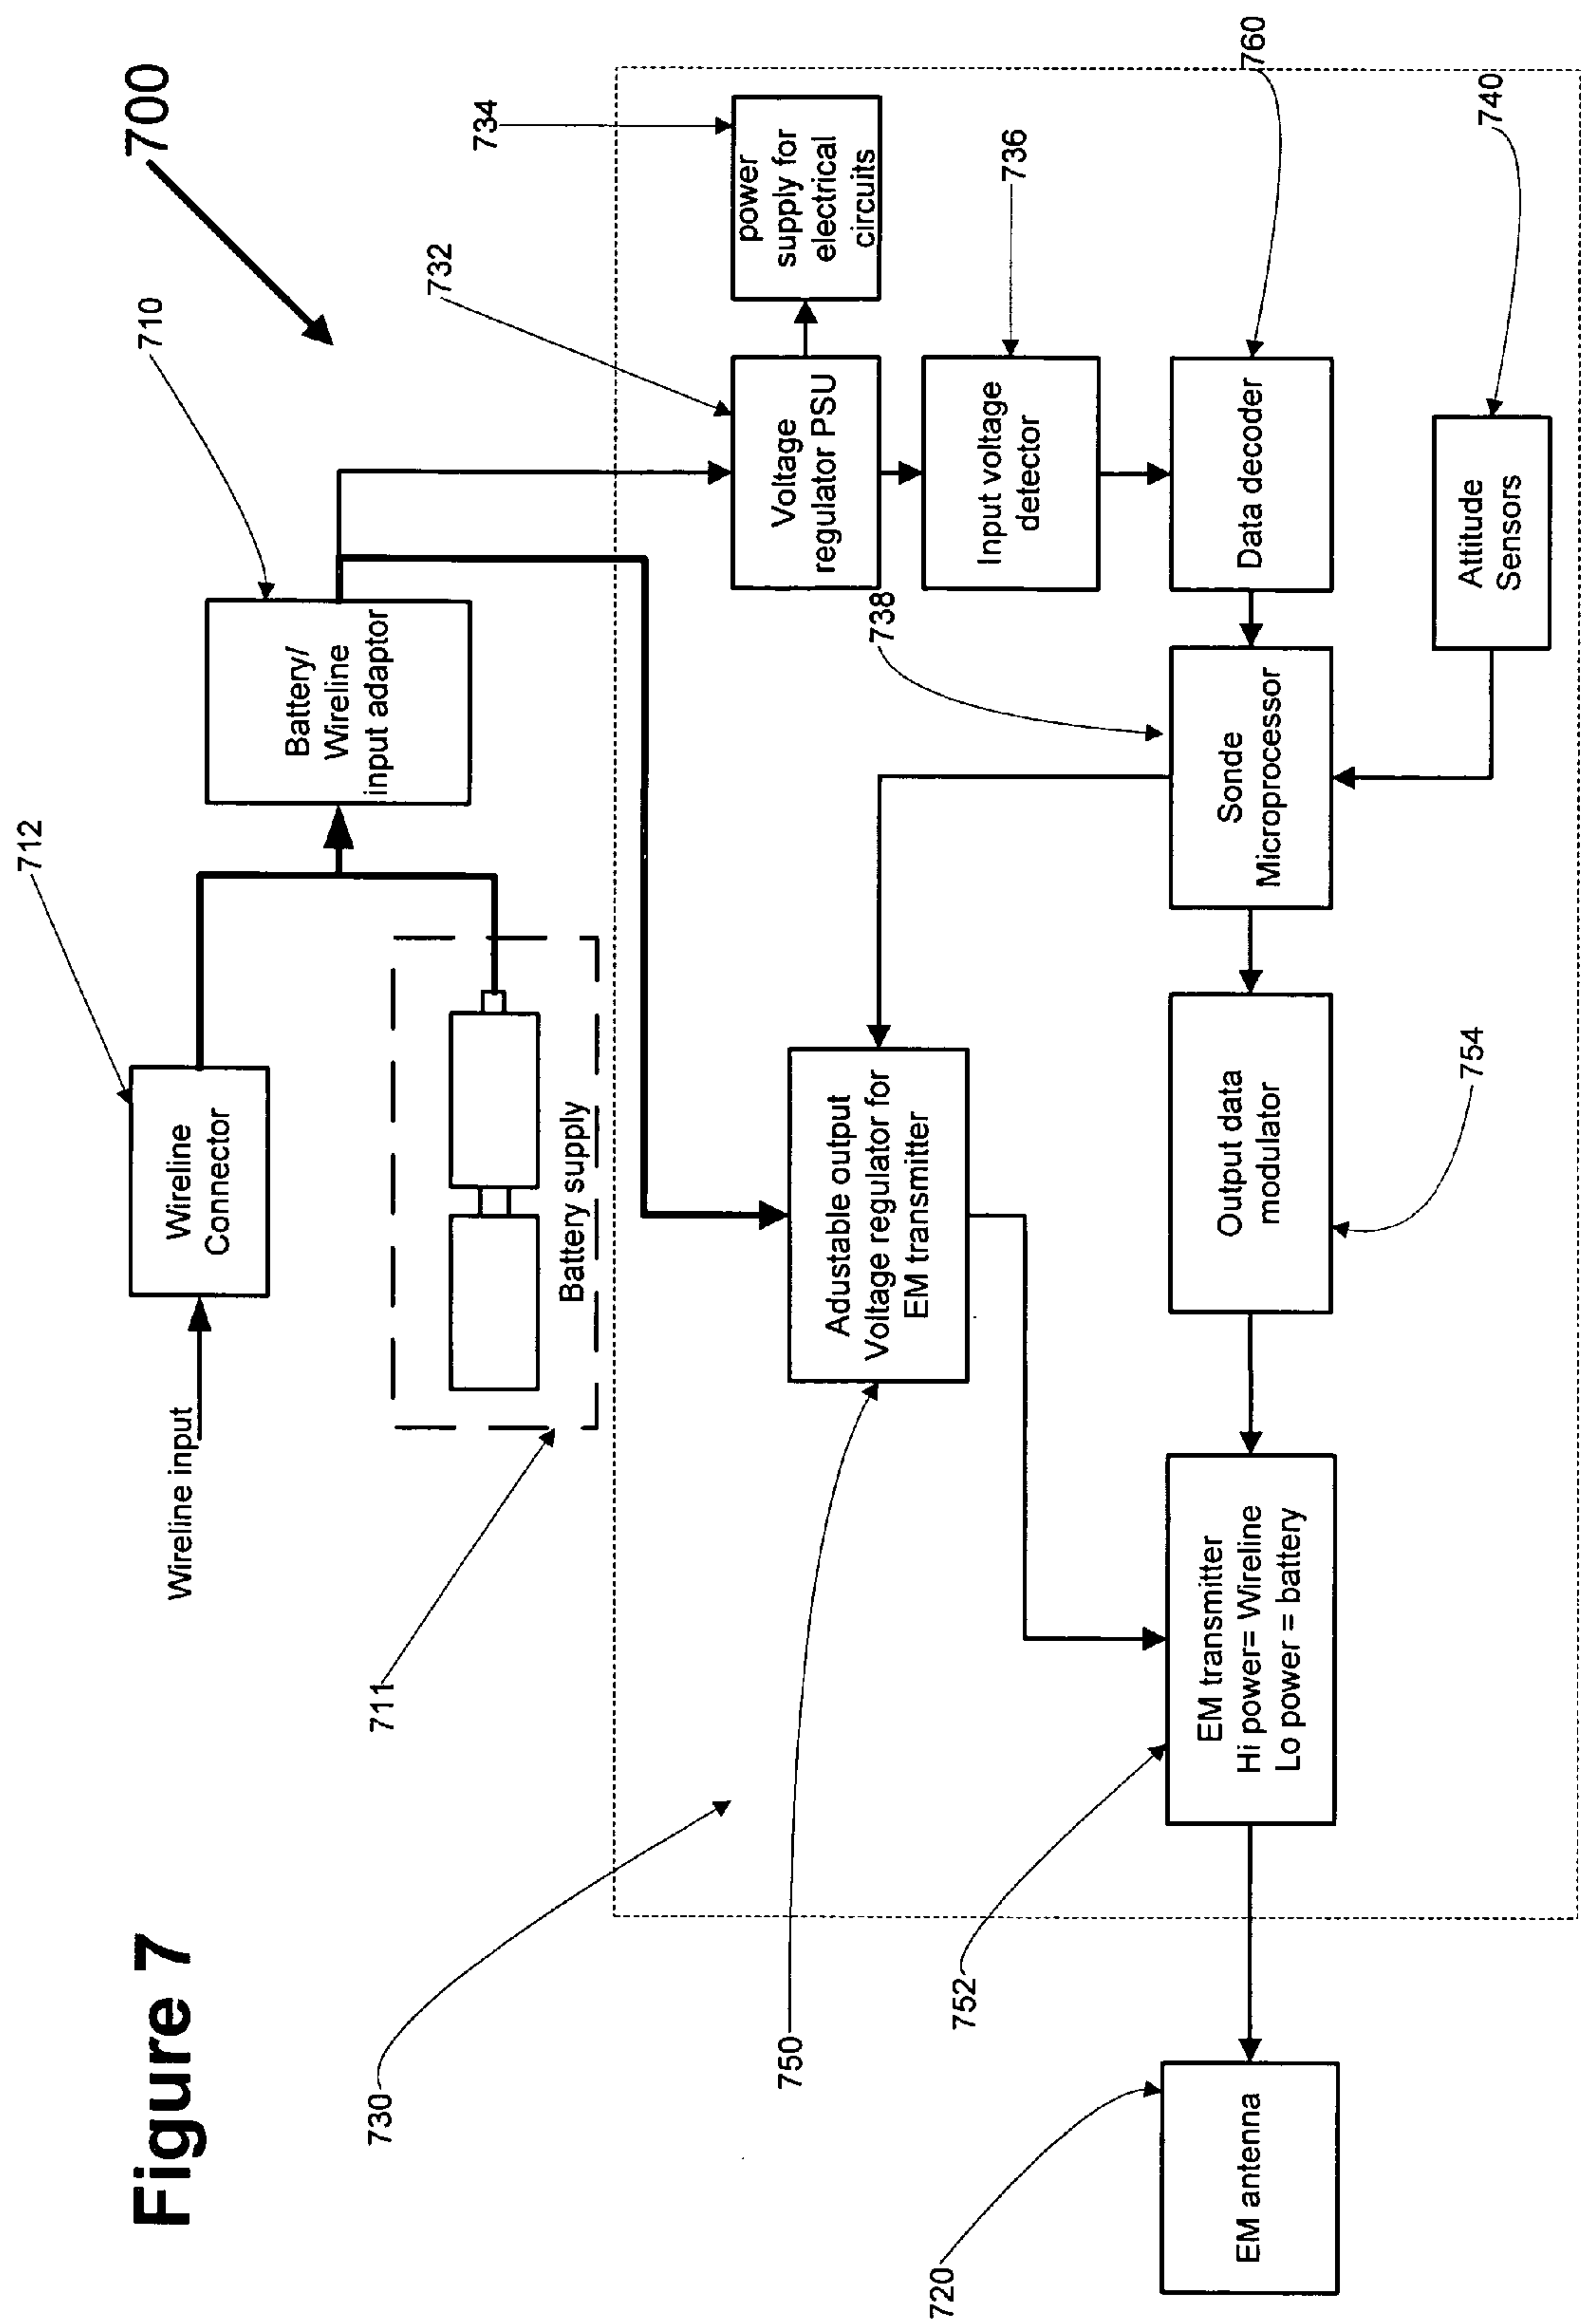 Figure 7
700
712
710
Wireline input
Wireline
Connector
Battery/
Wireline
input adaptor
711
Battery supply
732
734
730
750
Adustable output
Voltage regulator for
EM transmitter
738
Voltage
regulator PSU
power
supply for
electrical
circuits
736
Input voltage
detector
752
760
720
EM antenna
EM transmitter
Hi power= Wireline
Lo power = battery
Output data
modulator
Sonde
Microprocessor
Data decoder
754
Attitude
Sensors
740